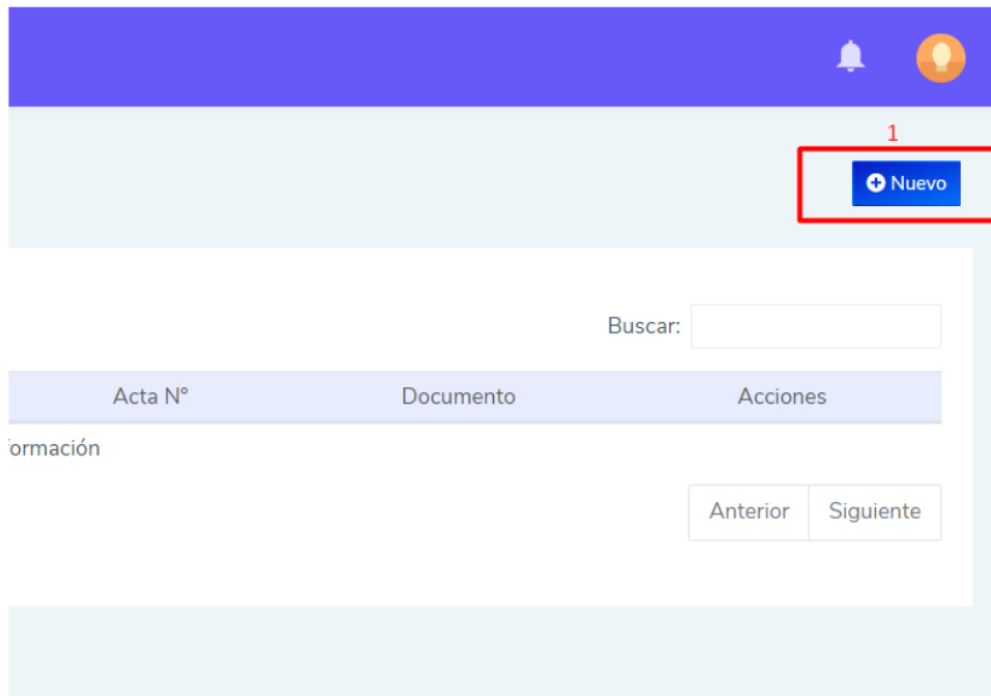 1
Nuevo
Buscar:
Acta N° Documento Acciones
formación
Anterior Siguiente